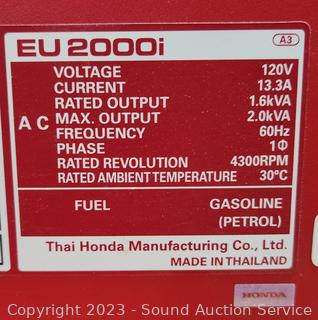 EU 2000i A3
VOLTAGE 120V
CURRENT 13.3A
RATED OUTPUT 1.6kVA
AC MAX. OUTPUT 2.0kVA
FREQUENCY 60Hz
PHASE 1Φ
RATED REVOLUTION 4300RPM
RATED AMBIENT TEMPERATURE 30°C
FUEL GASOLINE
(PETROL)
Thai Honda Manufacturing Co., Ltd.
MADE IN THAILAND
HONDA
Copyright 2023 - Sound Auction Service